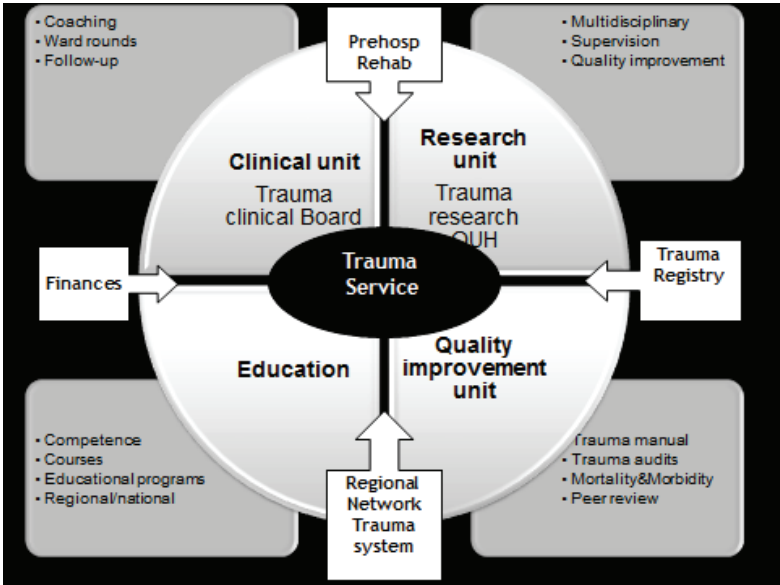 • Coaching
• Ward rounds
• Follow-up
Prehosp
Rehab
• Multidisciplinary
• Supervision
• Quality improvement
Clinical unit
Trauma
clinical Board
Research
unit
Trauma
research
OUH
Finances
Trauma
Service
Trauma
Registry
Education
Quality
improvement
unit
• Competence
• Courses
• Educational programs
• Regional/national
Regional
Network
Trauma
system
Trauma manual
• Trauma audits
• Mortality&Morbidity
• Peer review